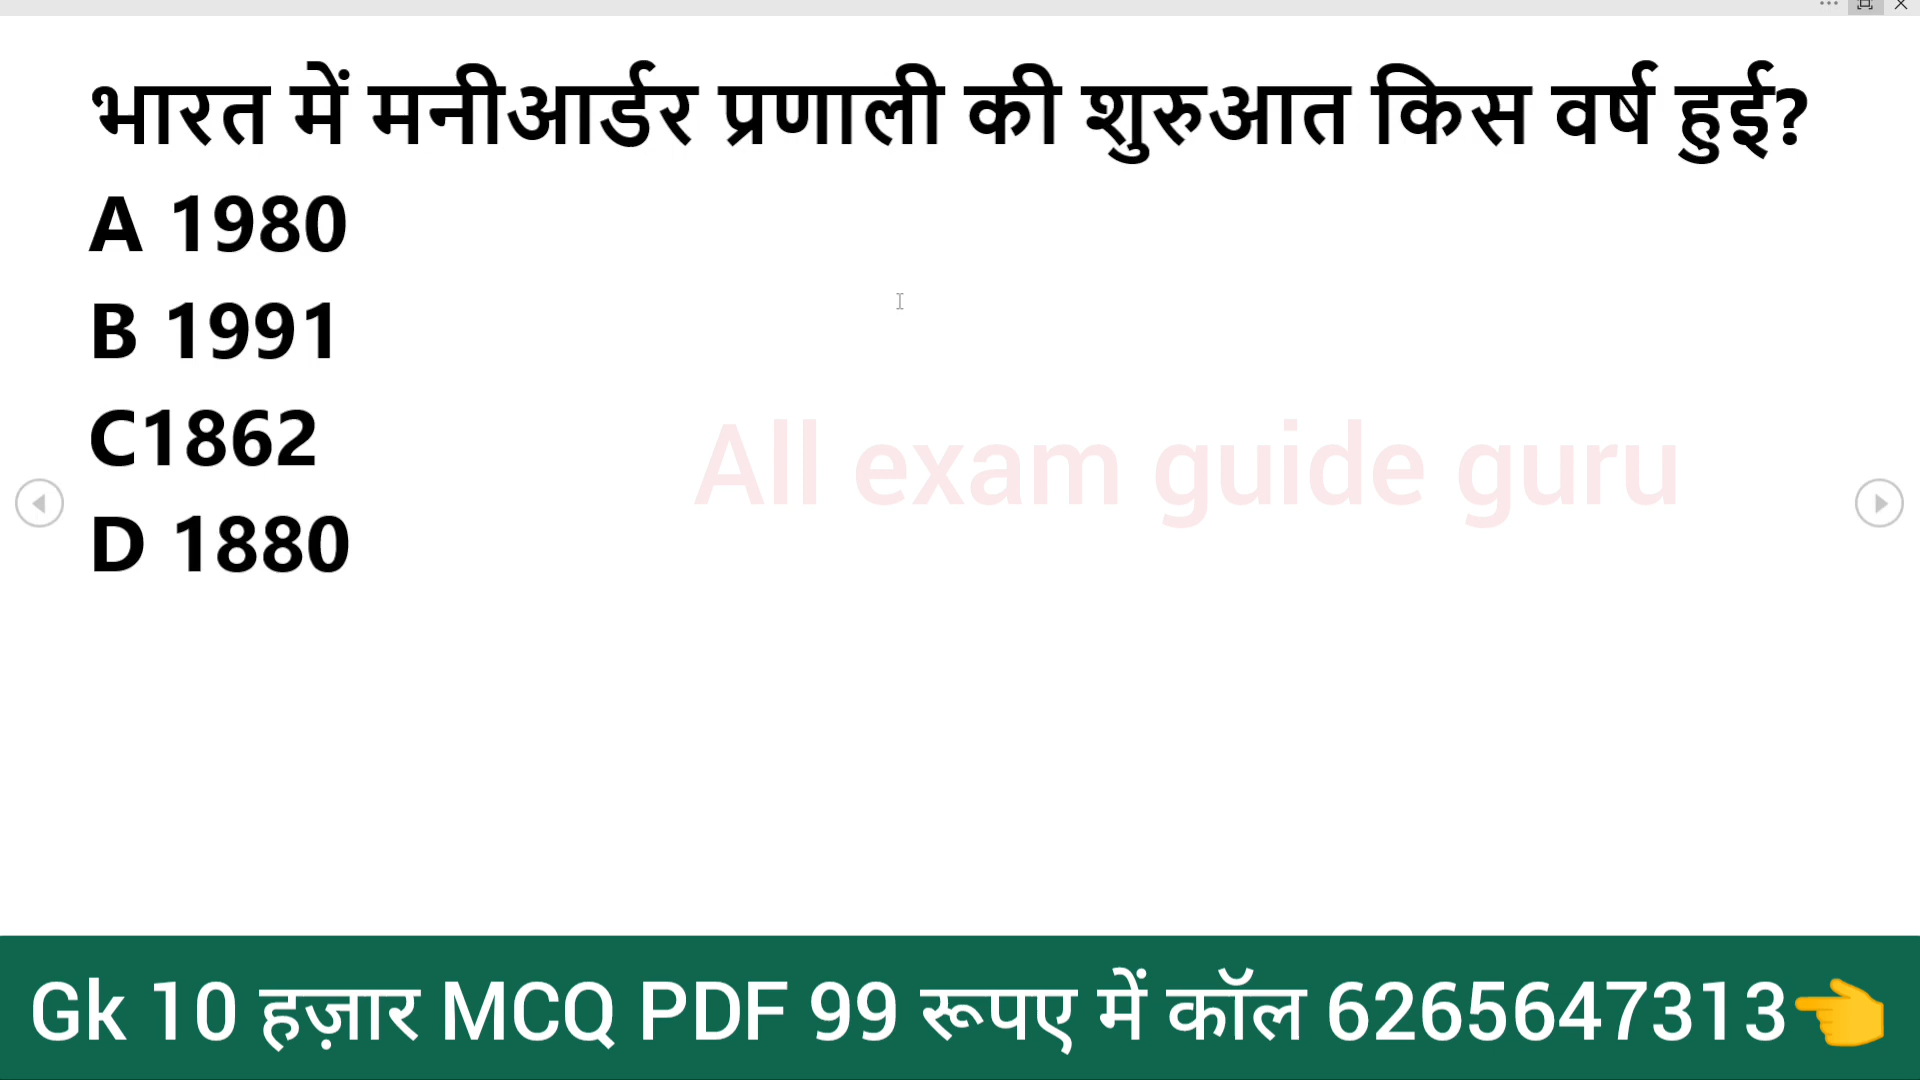 भारत में मनीआर्डर प्रणाली की शुरुआत किस वर्ष हुई?
A 1980
B 1991
C1862
All exam guide guru
D 1880
Gk 10 हज़ार MCQ PDF 99 रूपए में कॉल 6265647313